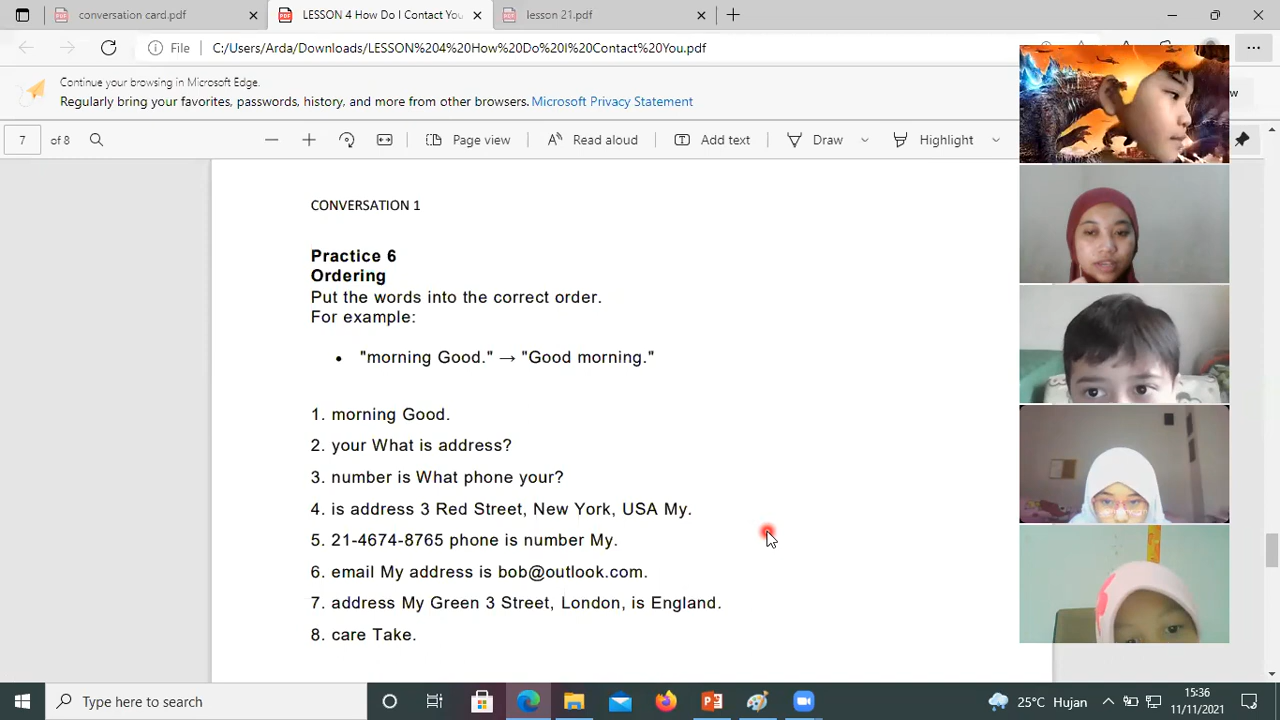 conversation card.pdf
LESSON 4 How Do I Contact You
lesson 21.pdf
File
C:/Users/Arda/Downloads/LESSON%204%20How%20Do%20I%20Contact%20You.pdf
Continue your browsing in Microsoft Edge.
Regularly bring your favorites, passwords, history, and more from other browsers. Microsoft Privacy Statement
7 of 8
Page view
Read aloud
Add text
Draw
Highlight
CONVERSATION 1
Practice 6
Ordering
Put the words into the correct order.
For example:
• "morning Good." → "Good morning."
1. morning Good.
2. your What is address?
3. number is What phone your?
4. is address 3 Red Street, New York, USA My.
5. 21-4674-8765 phone is number My.
6. email My address is bob@outlook.com.
7. address My Green 3 Street, London, is England.
8. care Take.
Type here to search
25°C Hujan
15:36
11/11/2021